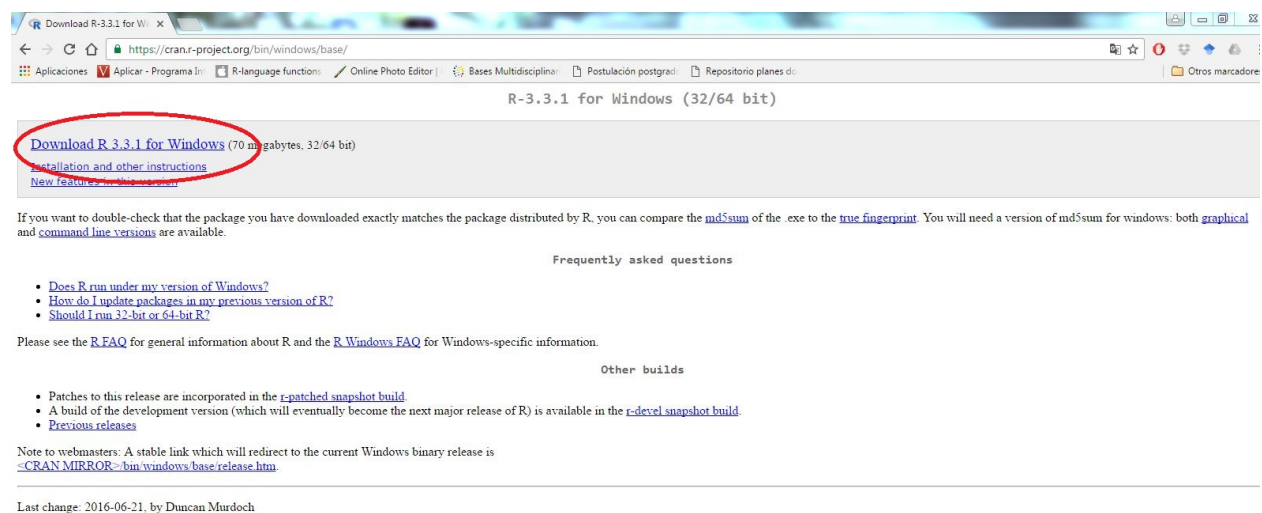 Download R-3.3.1 for Wi
https://cran.r-project.org/bin/windows/base/
Aplicaciones Aplicar - Programa In R-language functions Online Photo Editor | Bases Multidisciplinar Postulación postgrad Repositorio planes de Otros marcadores
R-3.3.1 for Windows (32/64 bit)
Download R 3.3.1 for Windows (70 megabytes, 32/64 bit)
Installation and other instructions
New features in this version
If you want to double-check that the package you have downloaded exactly matches the package distributed by R, you can compare the md5sum of the .exe to the true fingerprint. You will need a version of md5sum for windows: both graphical
and command line versions are available.
Frequently asked questions
Does R run under my version of Windows?
How do I update packages in my previous version of R?
Should I run 32-bit or 64-bit R?
Please see the R FAQ for general information about R and the R Windows FAQ for Windows-specific information.
Other builds
Patches to this release are incorporated in the r-patched snapshot build.
A build of the development version (which will eventually become the next major release of R) is available in the r-devel snapshot build.
Previous releases
Note to webmasters: A stable link which will redirect to the current Windows binary release is
<CRAN MIRROR>/bin/windows/base/release.htm.
Last change: 2016-06-21, by Duncan Murdoch